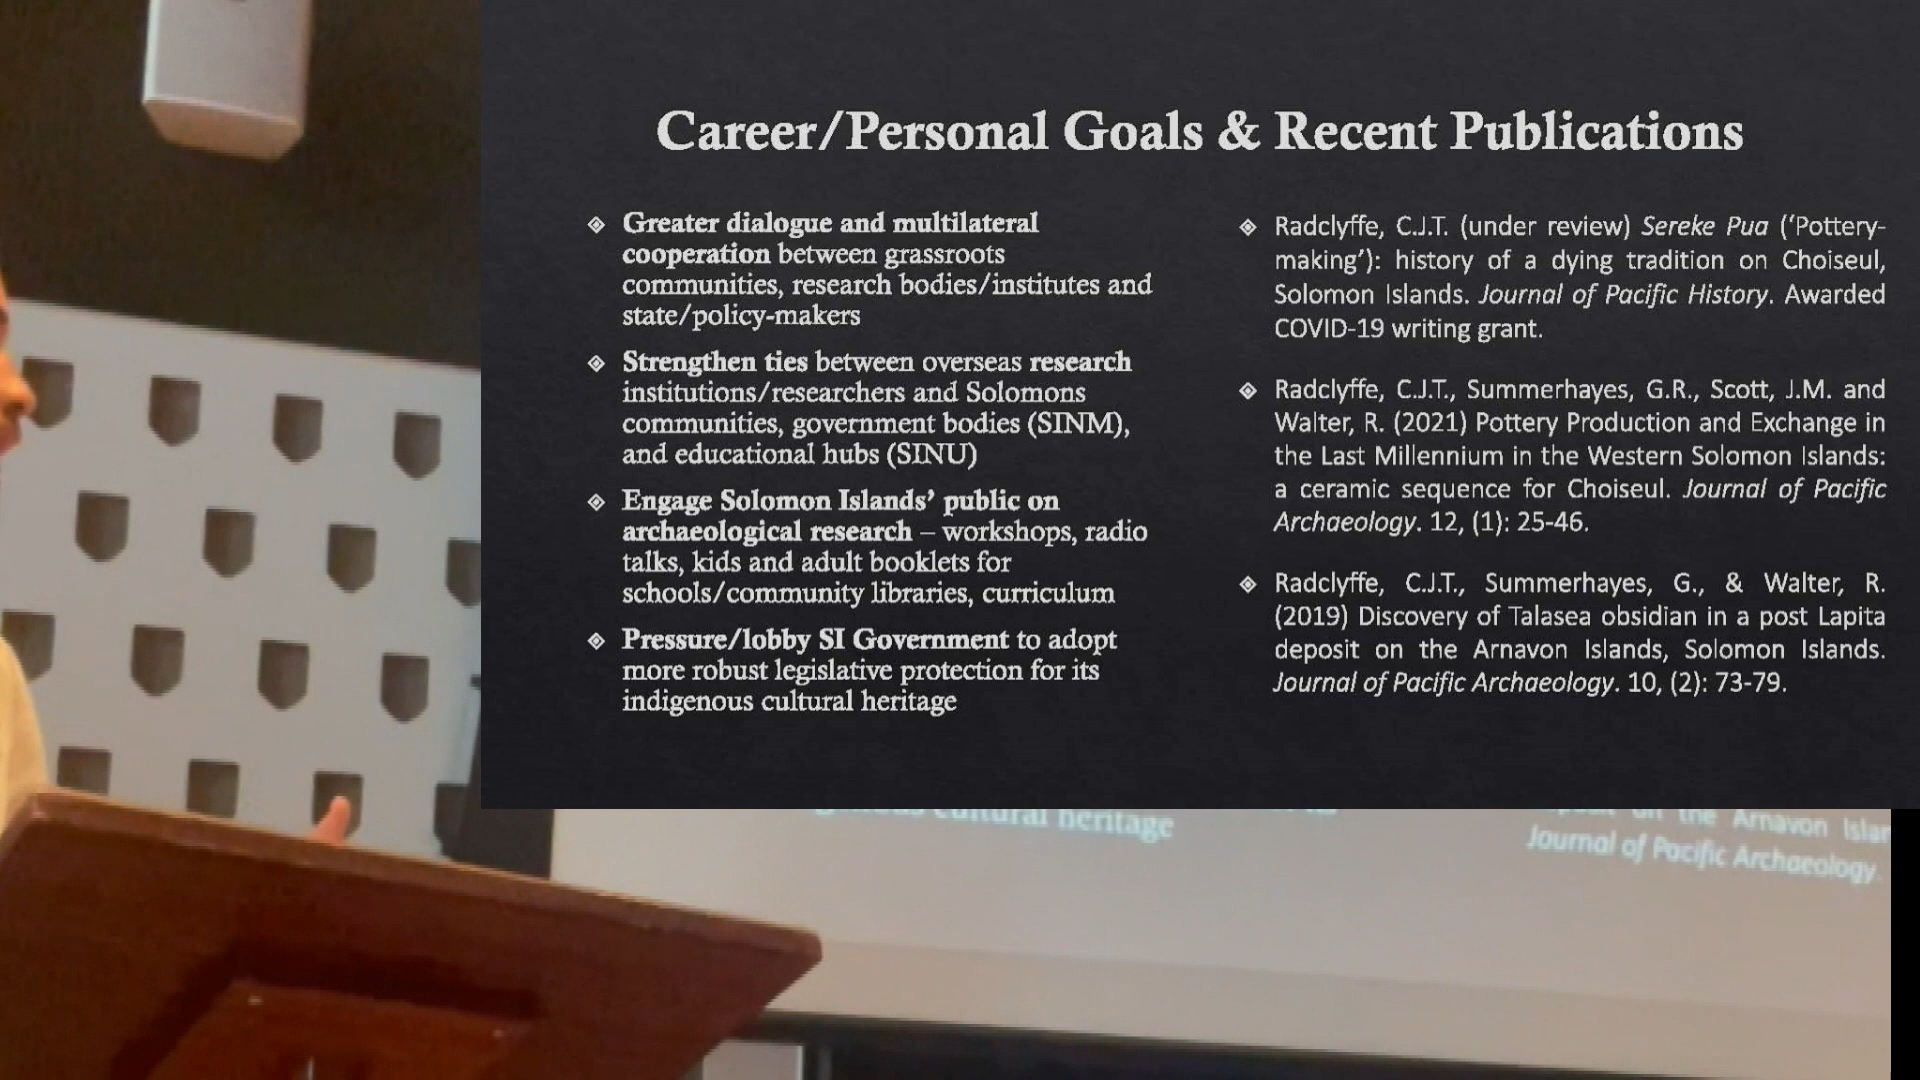 Career/Personal Goals & Recent Publications
Greater dialogue and multilateral
cooperation between grassroots
communities, research bodies/institutes and
state/policy-makers
Strengthen ties between overseas research
institutions/researchers and Solomons
communities, government bodies (SINM),
and educational hubs (SINU)
Engage Solomon Islands' public on
archaeological research – workshops, radio
talks, kids and adult booklets for
schools/community libraries, curriculum
Pressure/lobby SI Government to adopt
more robust legislative protection for its
indigenous cultural heritage
Radclyffe, C.J.T. (under review) Sereke Pua ('Pottery-
making'): history of a dying tradition on Choiseul,
Solomon Islands. Journal of Pacific History. Awarded
COVID-19 writing grant.
Radclyffe, C.J.T., Summerhayes, G.R., Scott, J.M. and
Walter, R. (2021) Pottery Production and Exchange in
the Last Millennium in the Western Solomon Islands:
a ceramic sequence for Choiseul. Journal of Pacific
Archaeology. 12, (1): 25-46.
Radclyffe, C.J.T., Summerhayes, G., & Walter, R.
(2019) Discovery of Talasea obsidian in a post Lapita
deposit on the Arnavon Islands, Solomon Islands.
Journal of Pacific Archaeology. 10, (2): 73-79.
cultural heritage
on the Arnavon Islan
Journal of Pacific Archaeology.